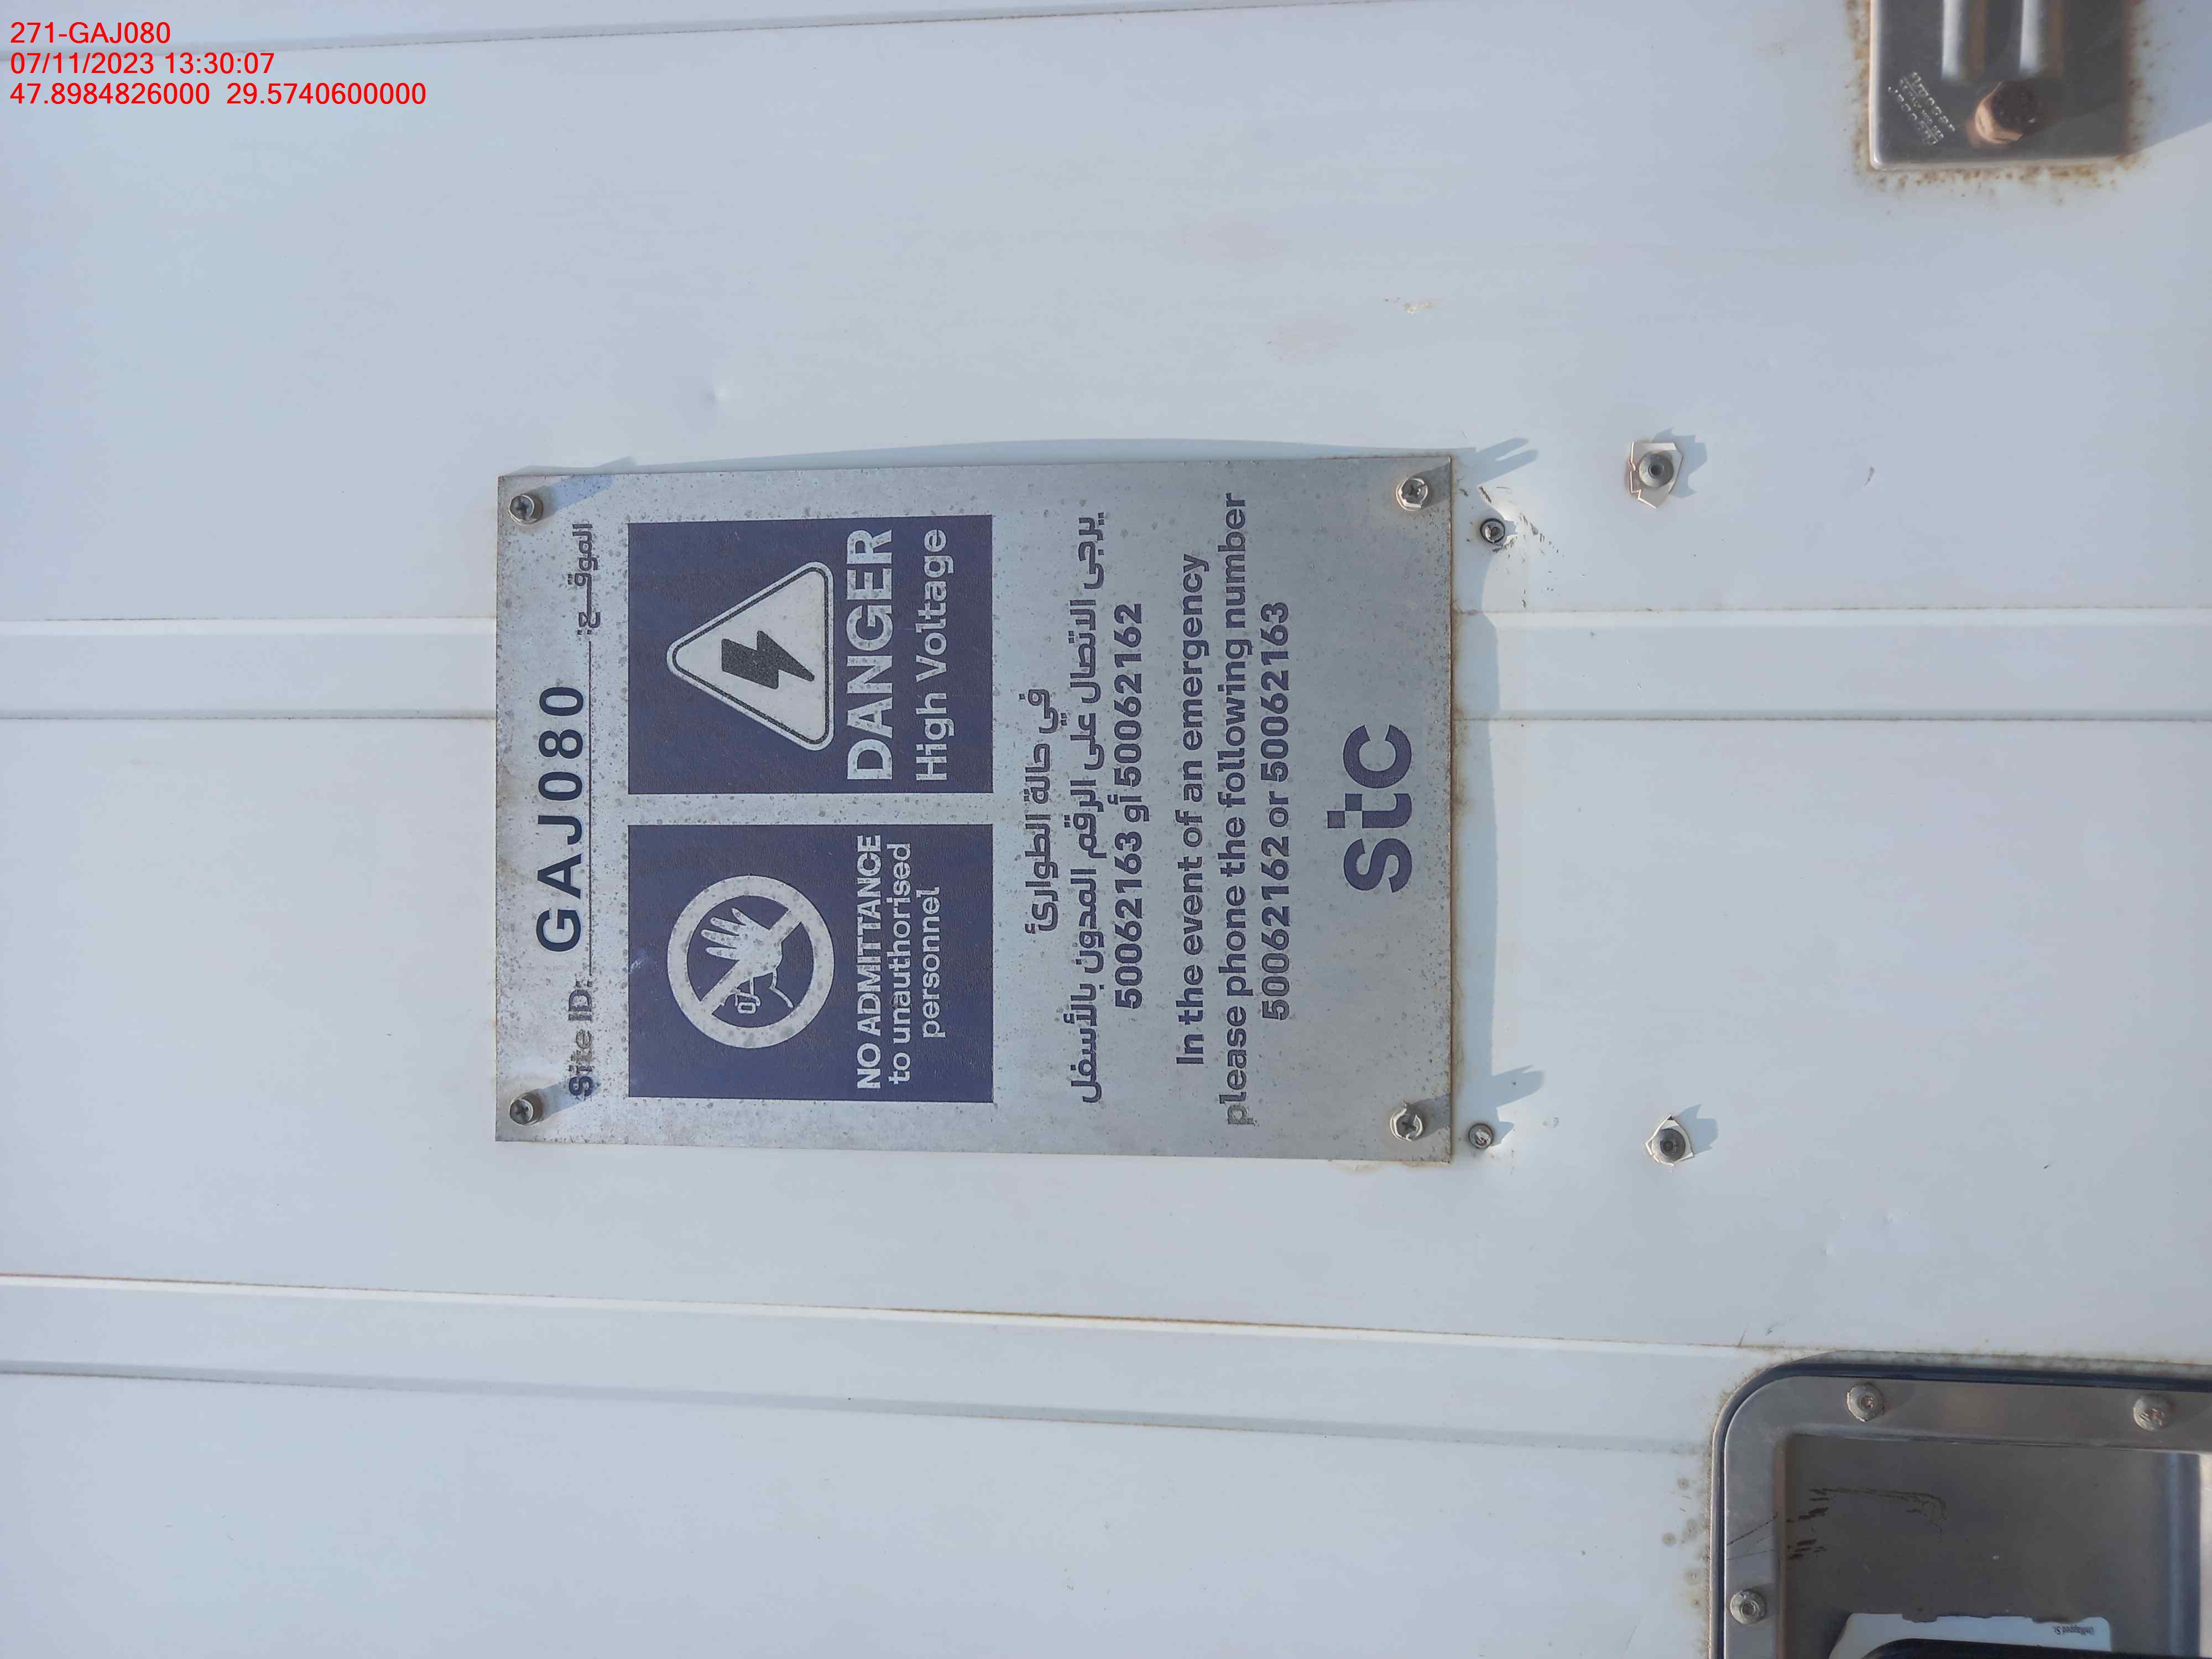 271-GAJ080
07/11/2023 13:30:07
47.8984826000 29.5740600000
Site ID: GAJ080 الموقـــع:
NO ADMITTANCE
to unauthorised
personnel
DANGER
High Voltage
في حالة الطوارئ
يرجى الاتصال على الرقم المدون بالأسفل
50062163 أو 50062162
In the event of an emergency
please phone the following number
50062162 or 50062163
stc